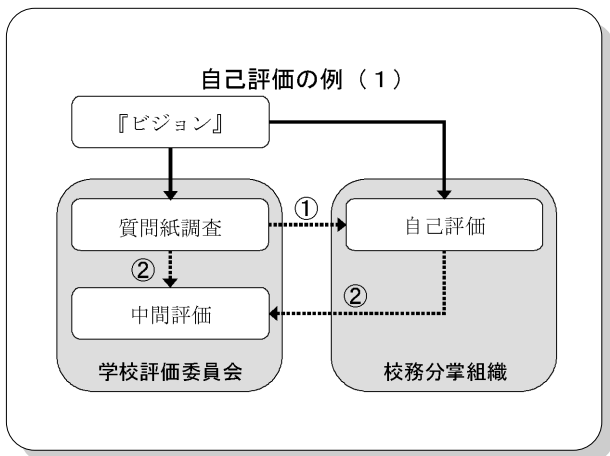 自己評価の例（１）
『ビジョン』
質問紙調査
①
自己評価
②
②
中間評価
学校評価委員会
校務分掌組織